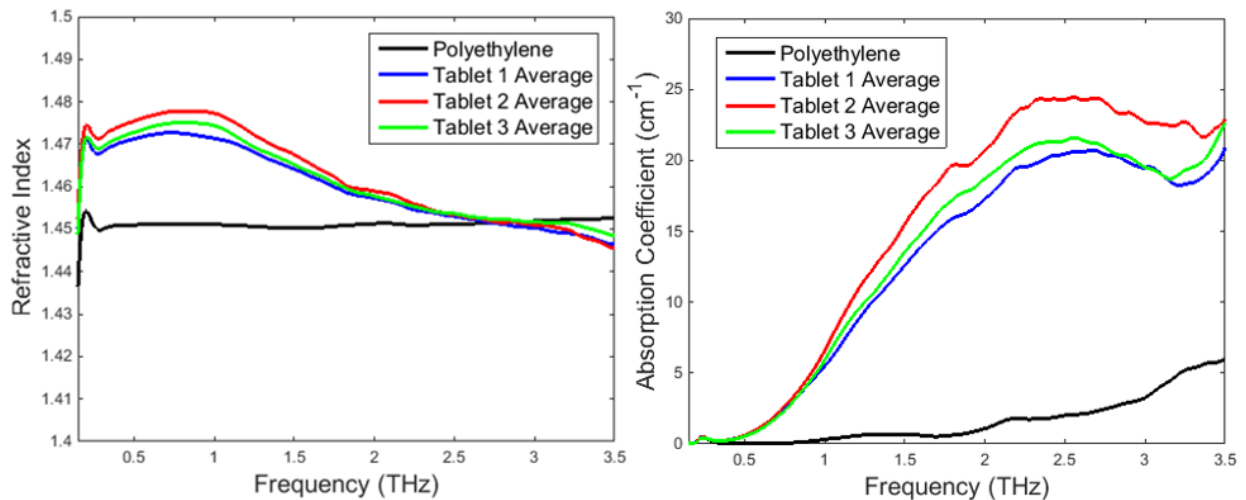 1.5
1.49
1.48
1.47
1.46
1.45
1.44
1.43
1.42
1.41
1.4
Refractive Index
0.5 1 1.5 2 2.5 3 3.5
Frequency (THz)
Polyethylene
Tablet 1 Average
Tablet 2 Average
Tablet 3 Average
30
25
20
15
10
5
0
Absorption Coefficient (cm⁻¹)
0.5 1 1.5 2 2.5 3 3.5
Frequency (THz)
Polyethylene
Tablet 1 Average
Tablet 2 Average
Tablet 3 Average